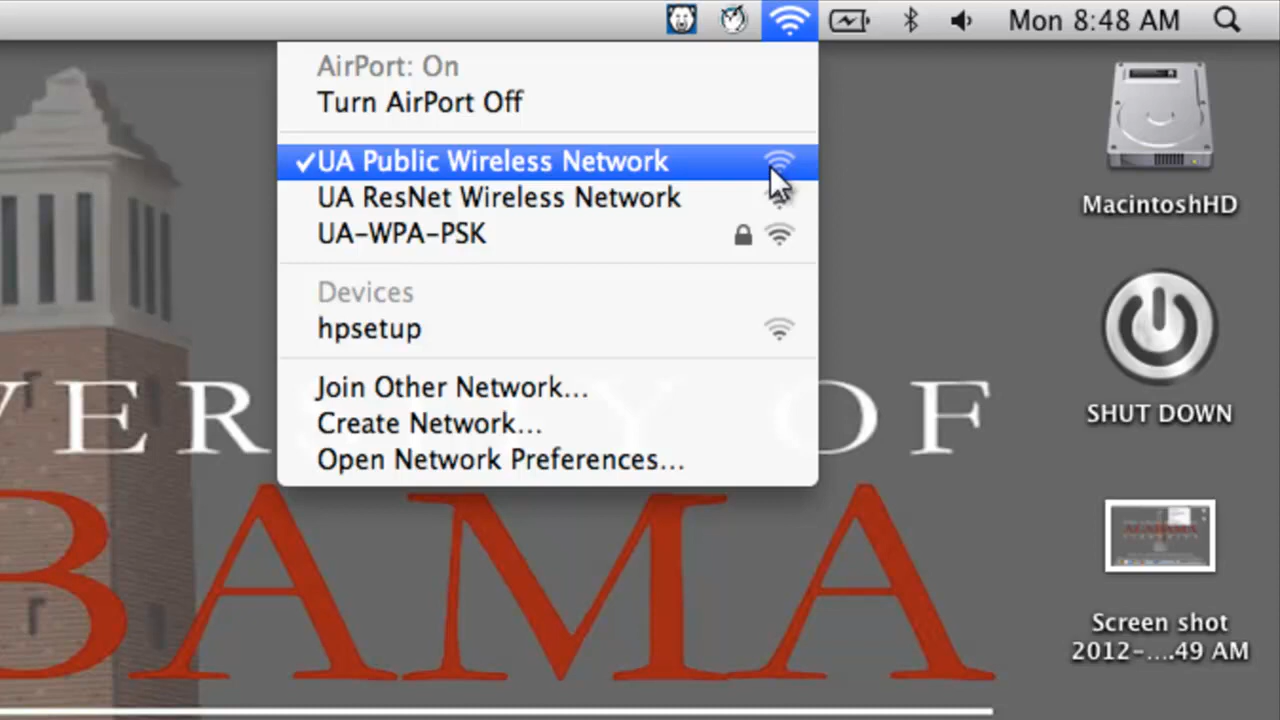 Mon 8:48 AM
AirPort: On
Turn AirPort Off
✓UA Public Wireless Network
UA ResNet Wireless Network
UA-WPA-PSK
Devices
hpsetup
Join Other Network...
Create Network...
Open Network Preferences...
MacintoshHD
SHUT DOWN
Screen shot
2012-....49 AM
VER Y OF
BAMA